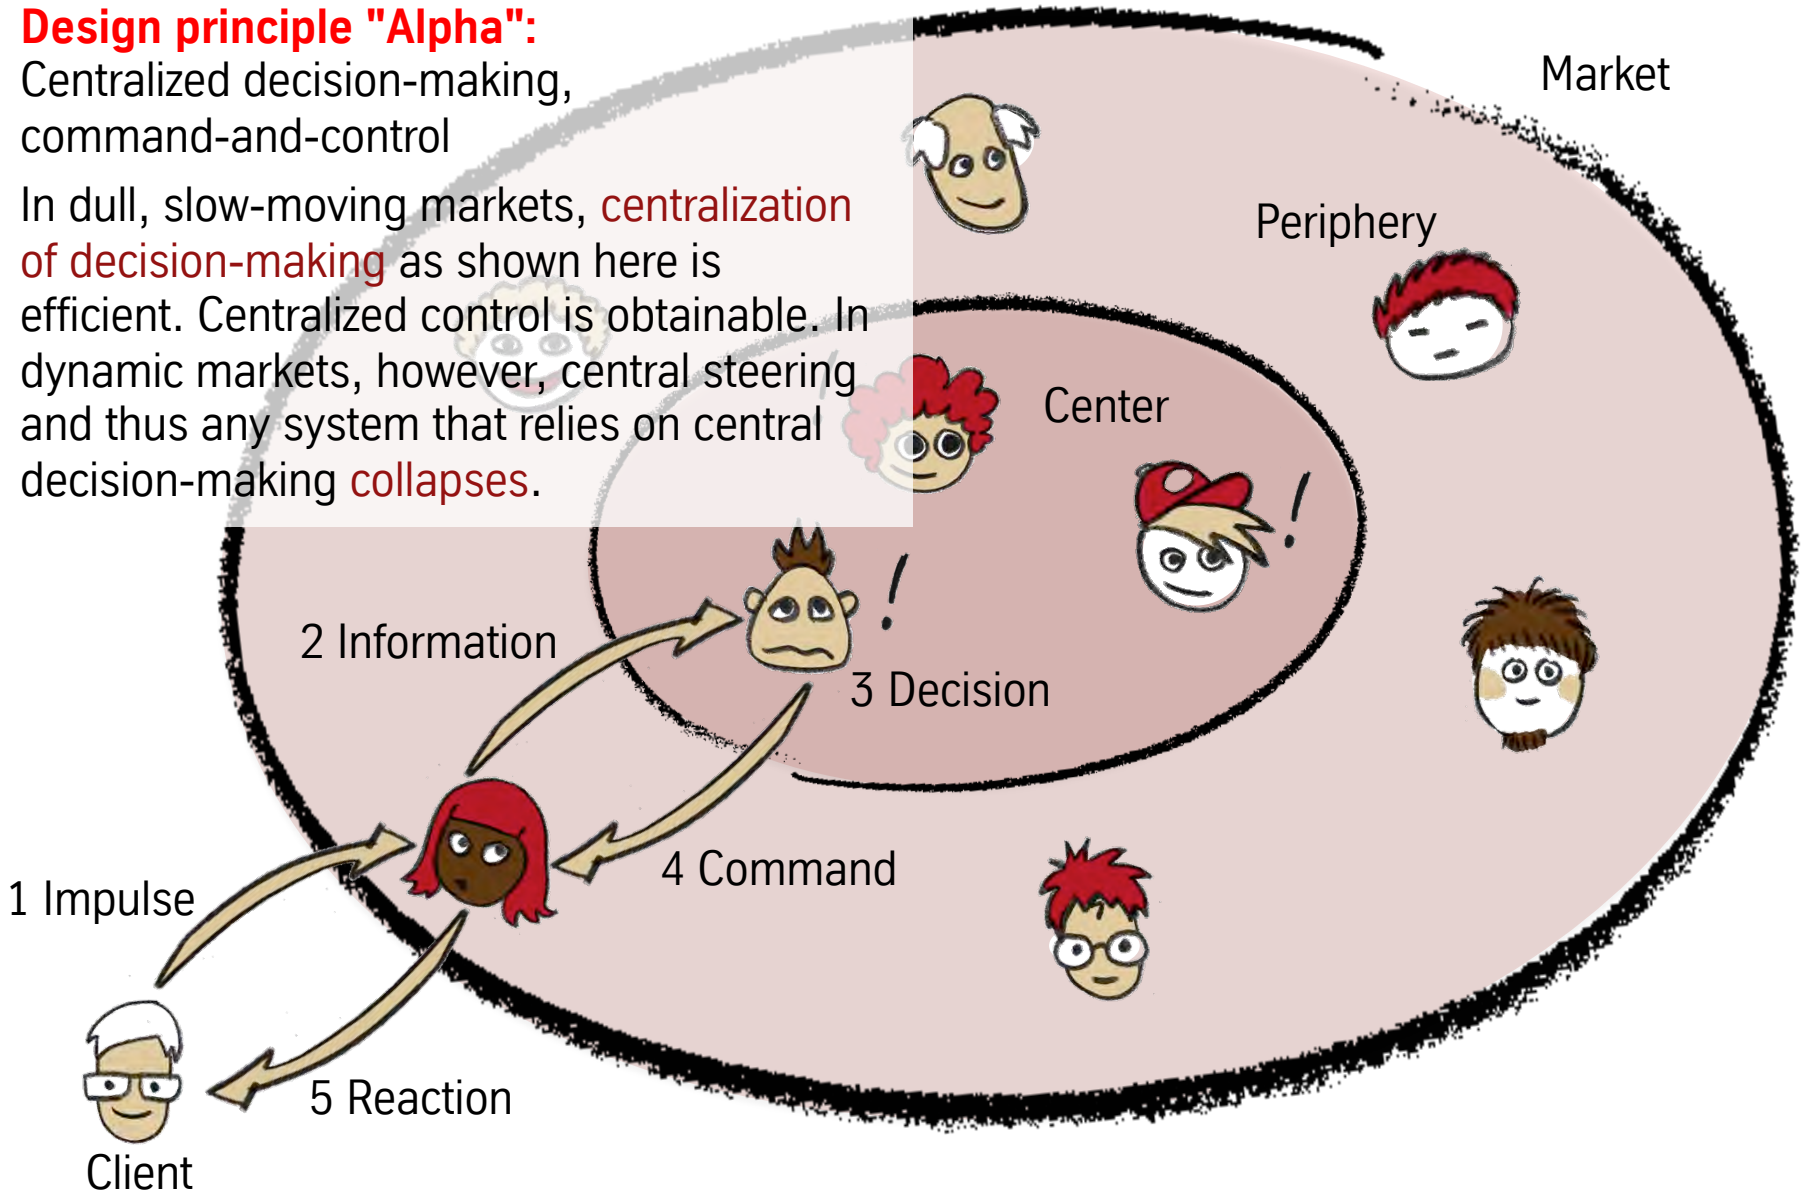 Design principle "Alpha":
Centralized decision-making,
command-and-control
In dull, slow-moving markets, centralization
of decision-making as shown here is
efficient. Centralized control is obtainable. In
dynamic markets, however, central steering
and thus any system that relies on central
decision-making collapses.
Market
Periphery
Center
2 Information
3 Decision
4 Command
1 Impulse
5 Reaction
Client